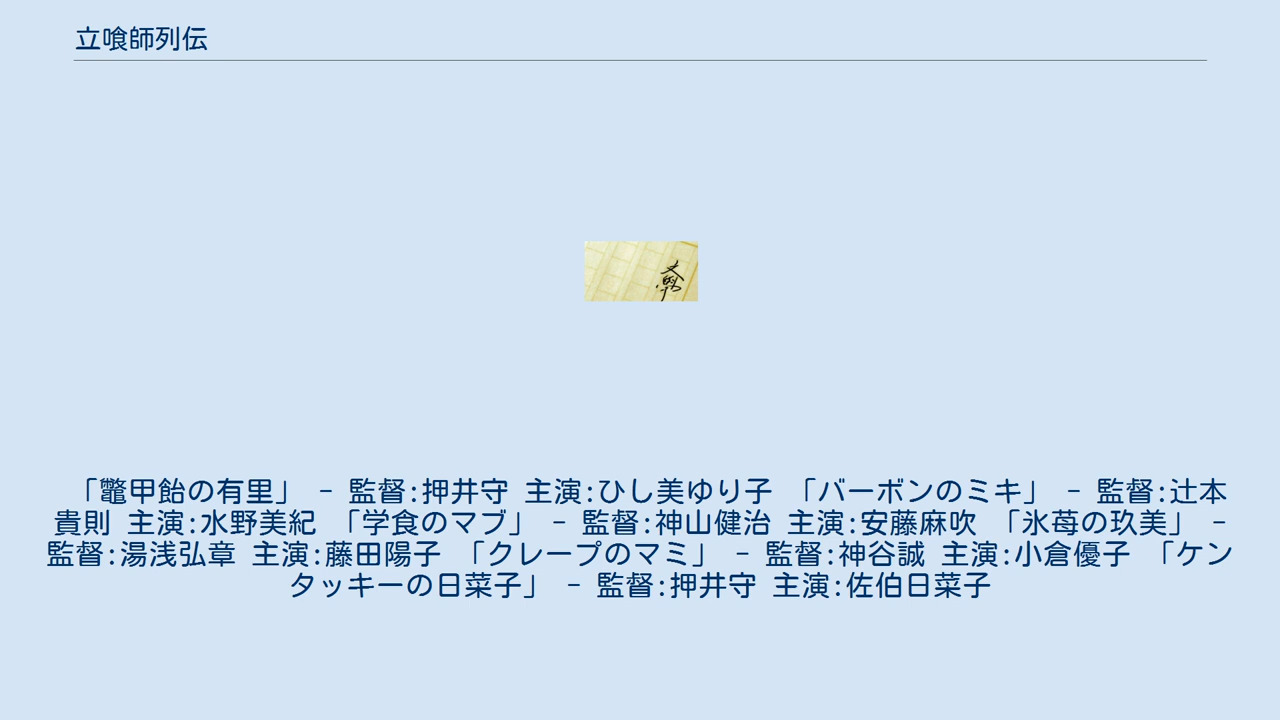 立喰師列伝
「鼈甲飴の有里」 - 監督:押井守 主演:ひし美ゆり子 「バーボンのミキ」 - 監督:辻本
貴則 主演:水野美紀 「学食のマブ」 - 監督:神山健治 主演:安藤麻吹 「氷苺の玖美」 -
監督:湯浅弘章 主演:藤田陽子 「クレープのマミ」 - 監督:神谷誠 主演:小倉優子 「ケン
タッキーの日菜子」 - 監督:押井守 主演:佐伯日菜子